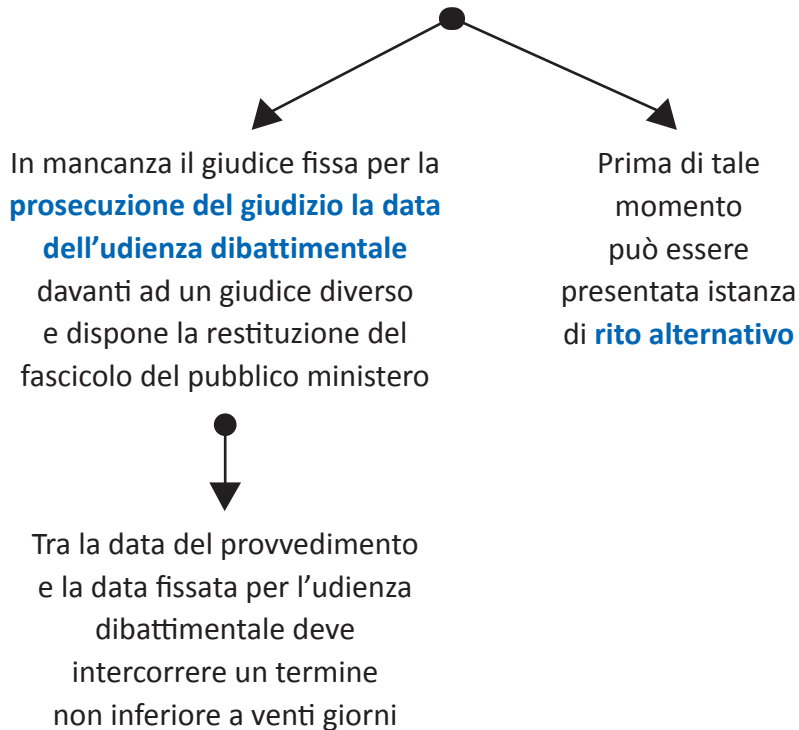 In mancanza il giudice fissa per la
prosecuzione del giudizio la data
dell’udienza dibattimentale
davanti ad un giudice diverso
e dispone la restituzione del
fascicolo del pubblico ministero
Prima di tale
momento
può essere
presentata istanza
di rito alternativo
Tra la data del provvedimento
e la data fissata per l’udienza
dibattimentale deve
intercorrere un termine
non inferiore a venti giorni